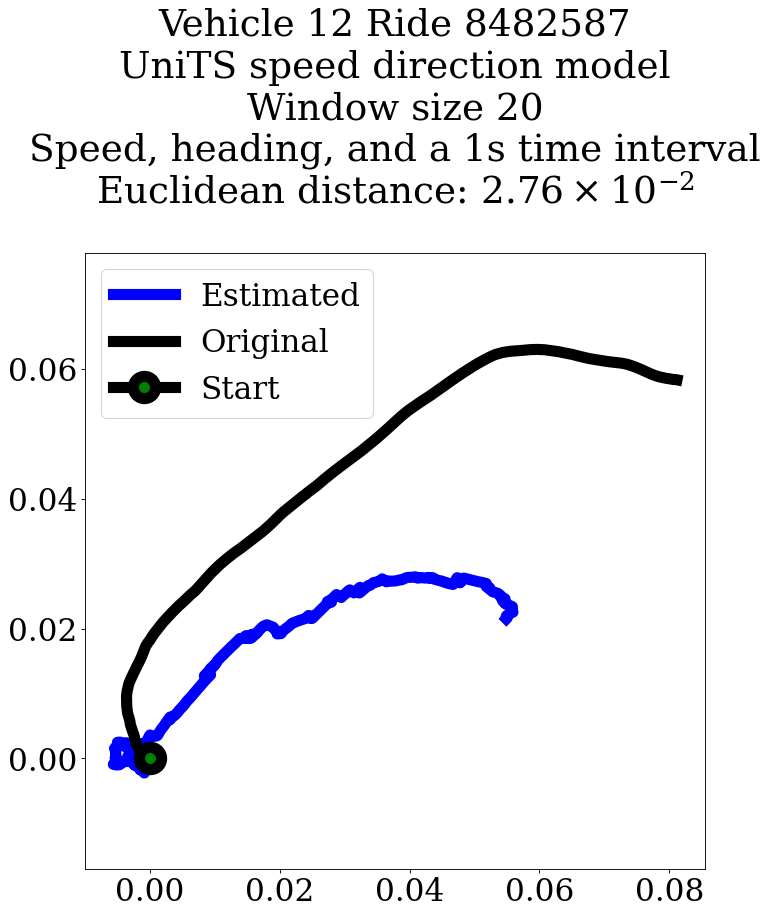 Vehicle 12 Ride 8482587
UniTS speed direction model
Window size 20
Speed, heading, and a 1s time interval
Euclidean distance: 2.76 × 10⁻²
Estimated
Original
Start
0.06
0.04
0.02
0.00
0.00 0.02 0.04 0.06 0.08